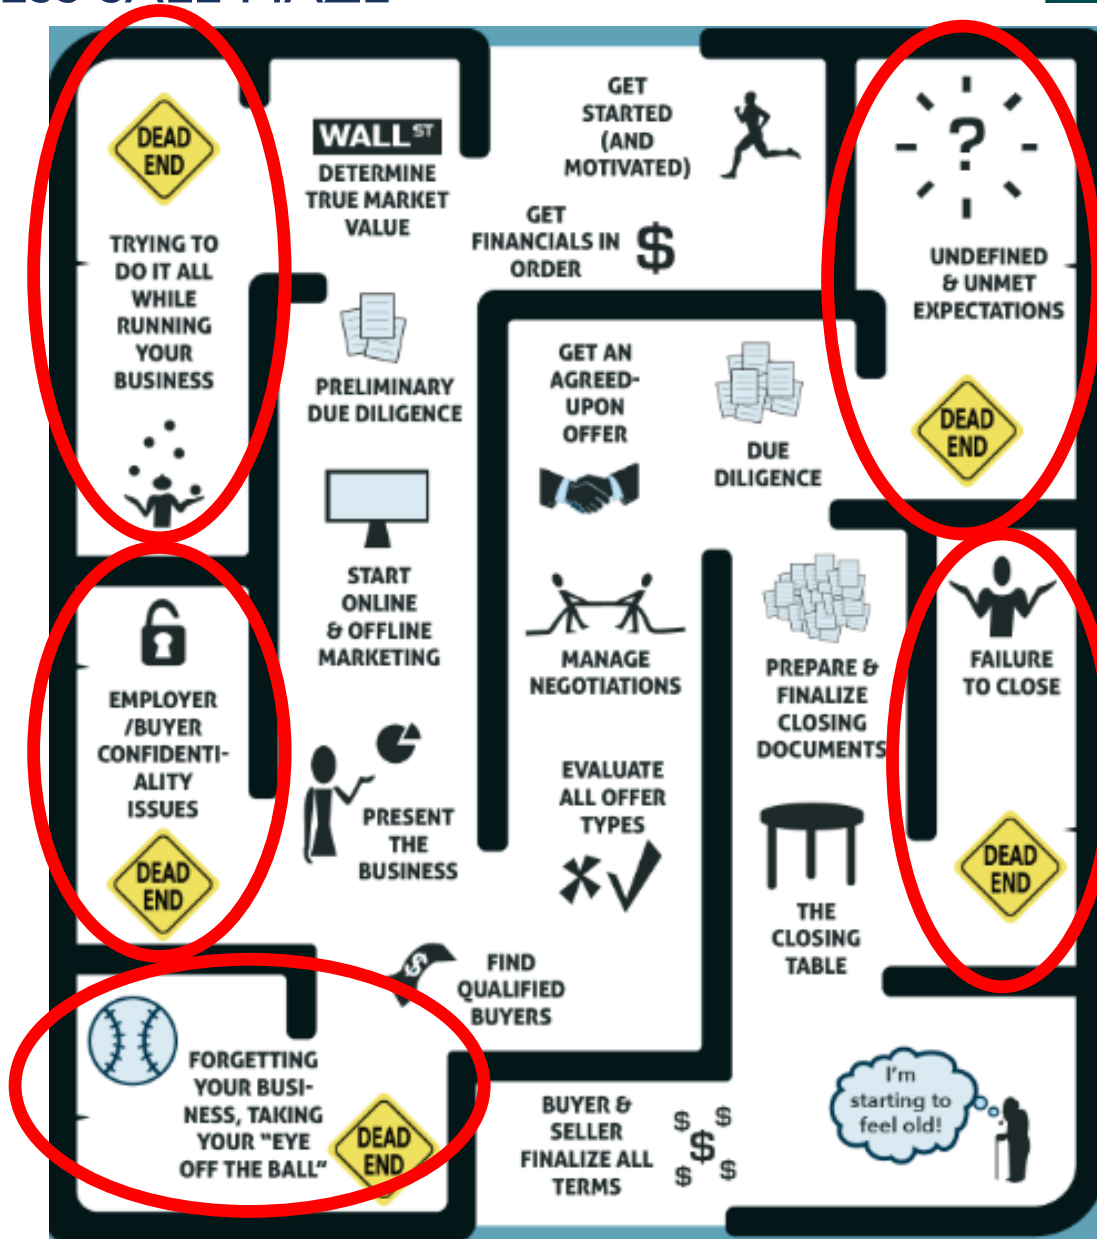 DEAD
END
TRYING TO
DO IT ALL
WHILE
RUNNING
YOUR
BUSINESS
WALL ST
DETERMINE
TRUE MARKET
VALUE
GET
STARTED
(AND
MOTIVATED)
GET
FINANCIALS IN
ORDER
$
?
UNDEFINED
& UNMET
EXPECTATIONS
DEAD
END
PRELIMINARY
DUE DILIGENCE
GET AN
AGREED-
UPON
OFFER
DUE
DILIGENCE
START
ONLINE
& OFFLINE
MARKETING
MANAGE
NEGOTIATIONS
PREPARE &
FINALIZE
CLOSING
DOCUMENTS
FAILURE
TO CLOSE
DEAD
END
EMPLOYER
/BUYER
CONFIDENTI-
ALITY
ISSUES
DEAD
END
PRESENT
THE
BUSINESS
EVALUATE
ALL OFFER
TYPES
THE
CLOSING
TABLE
$
FIND
QUALIFIED
BUYERS
FORGETTING
YOUR BUSI-
NESS, TAKING
YOUR "EYE
OFF THE BALL"
DEAD
END
BUYER &
SELLER
FINALIZE ALL
TERMS
$ $ $ $ $
I'm
starting to
feel old!